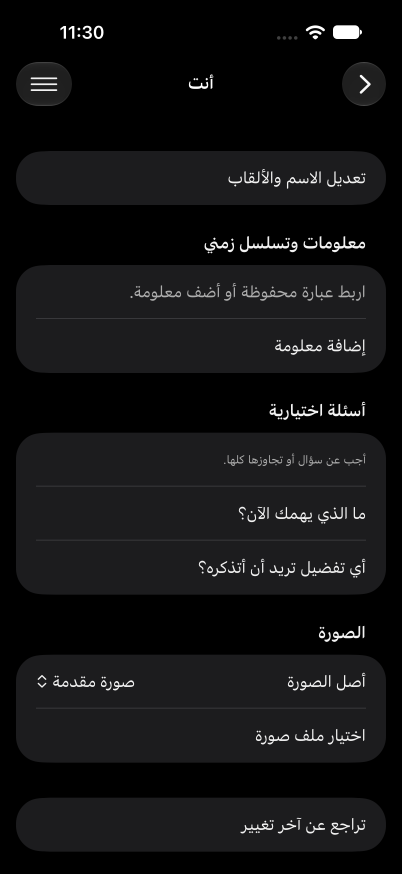 11:30
أنت
تعديل الاسم والألقاب
معلومات وتسلسل زمني
اربط عبارة محفوظة أو أضف معلومة.
إضافة معلومة
أسئلة اختيارية
أجب عن سؤال أو تجاوزها كلها.
ما الذي يهمك الآن؟
أي تفضيل تريد أن أتذكره؟
الصورة
أصل الصورة صورة مقدمة
اختيار ملف صورة
تراجع عن آخر تغيير